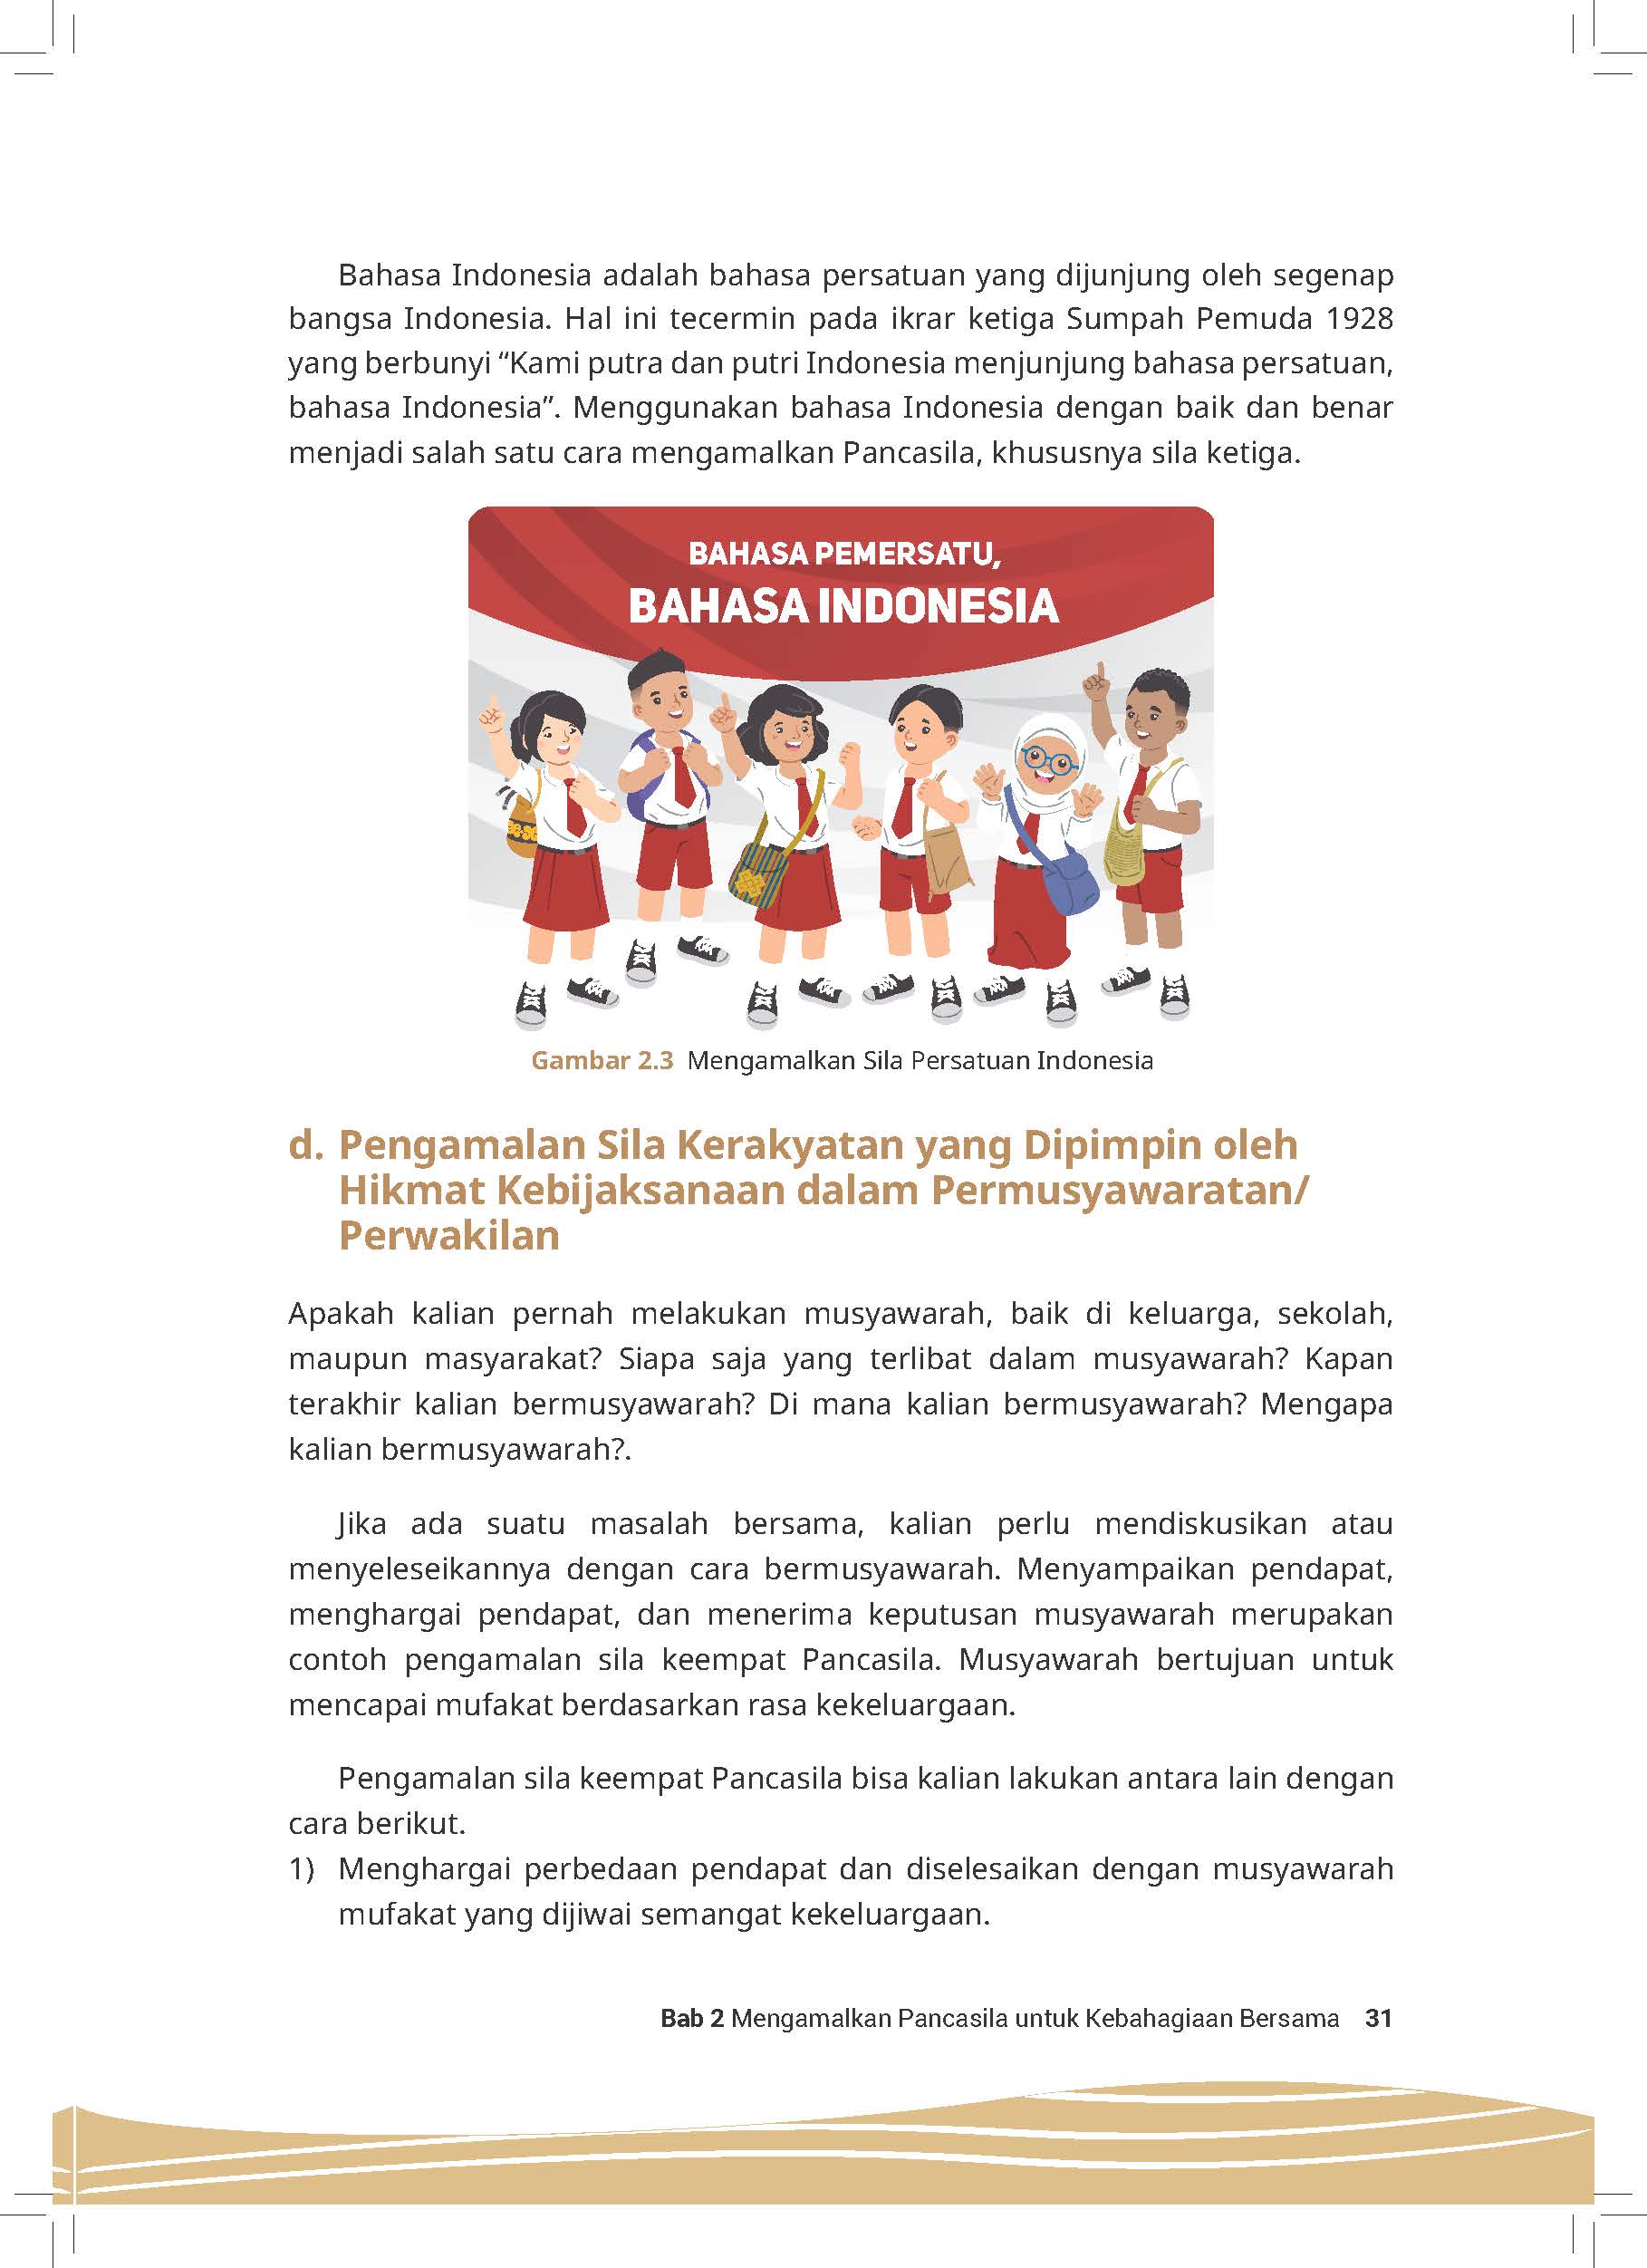 Bahasa Indonesia adalah bahasa persatuan yang dijunjung oleh segenap
bangsa Indonesia. Hal ini tecermin pada ikrar ketiga Sumpah Pemuda 1928
yang berbunyi “Kami putra dan putri Indonesia menjunjung bahasa persatuan,
bahasa Indonesia”. Menggunakan bahasa Indonesia dengan baik dan benar
menjadi salah satu cara mengamalkan Pancasila, khususnya sila ketiga.
BAHASA PEMERSATU,
BAHASA INDONESIA
Gambar 2.3 Mengamalkan Sila Persatuan Indonesia
d. Pengamalan Sila Kerakyatan yang Dipimpin oleh
Hikmat Kebijaksanaan dalam Permusyawaratan/
Perwakilan
Apakah kalian pernah melakukan musyawarah, baik di keluarga, sekolah,
maupun masyarakat? Siapa saja yang terlibat dalam musyawarah? Kapan
terakhir kalian bermusyawarah? Di mana kalian bermusyawarah? Mengapa
kalian bermusyawarah?.
Jika ada suatu masalah bersama, kalian perlu mendiskusikan atau
menyeleseikannya dengan cara bermusyawarah. Menyampaikan pendapat,
menghargai pendapat, dan menerima keputusan musyawarah merupakan
contoh pengamalan sila keempat Pancasila. Musyawarah bertujuan untuk
mencapai mufakat berdasarkan rasa kekeluargaan.
Pengamalan sila keempat Pancasila bisa kalian lakukan antara lain dengan
cara berikut.
1) Menghargai perbedaan pendapat dan diselesaikan dengan musyawarah
mufakat yang dijiwai semangat kekeluargaan.
Bab 2 Mengamalkan Pancasila untuk Kebahagiaan Bersama 31